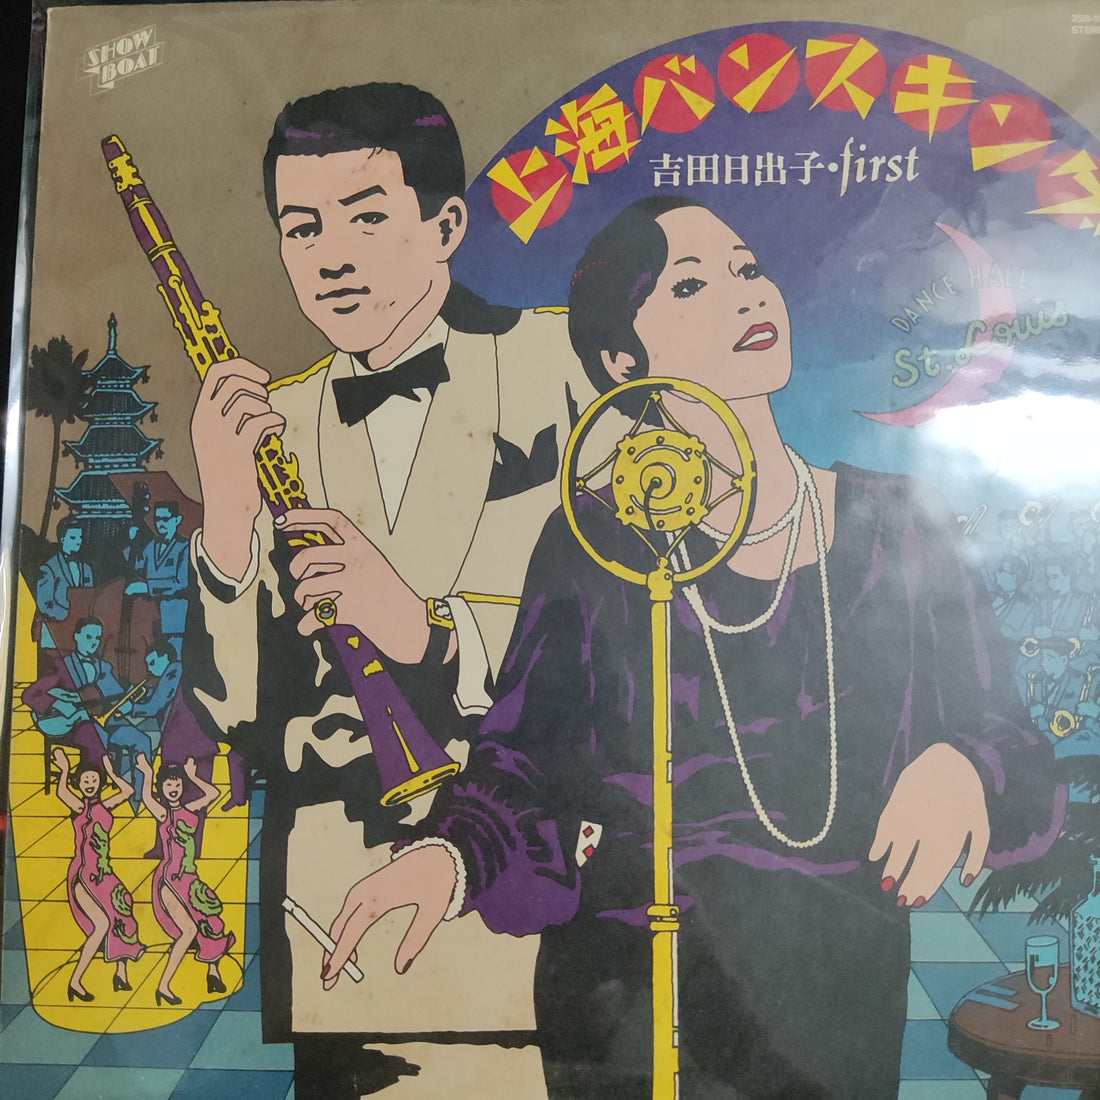 SHOW
BOAT
STERE
上海バンスキング
吉田日出子・first
DANCE HALL
St. Louis